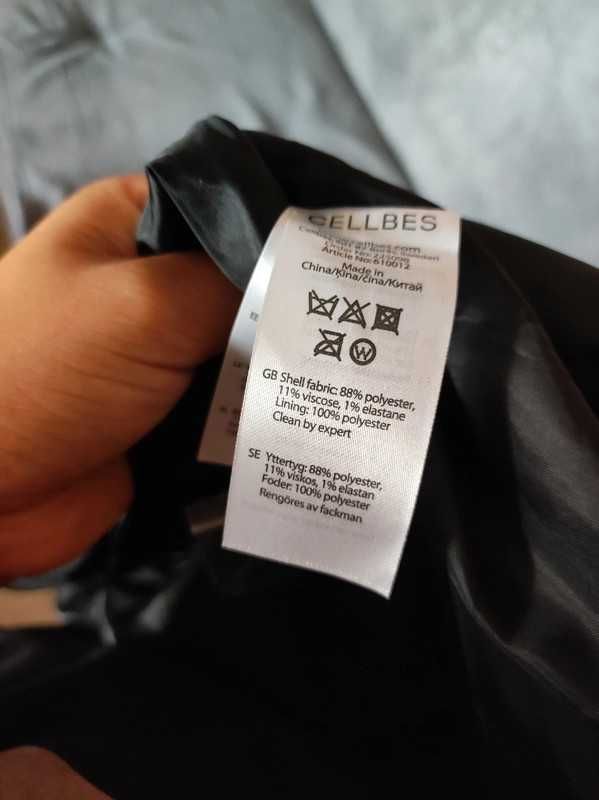 CELLBES
Article No: 610012
Made in
China/Ķīna/čína/Китай
W
GB Shell fabric: 88% polyester,
11% viscose, 1% elastane
Lining: 100% polyester
Clean by expert
SE Yttertyg: 88% polyester,
11% viskos, 1% elastan
Foder: 100% polyester
Rengöres av fackman